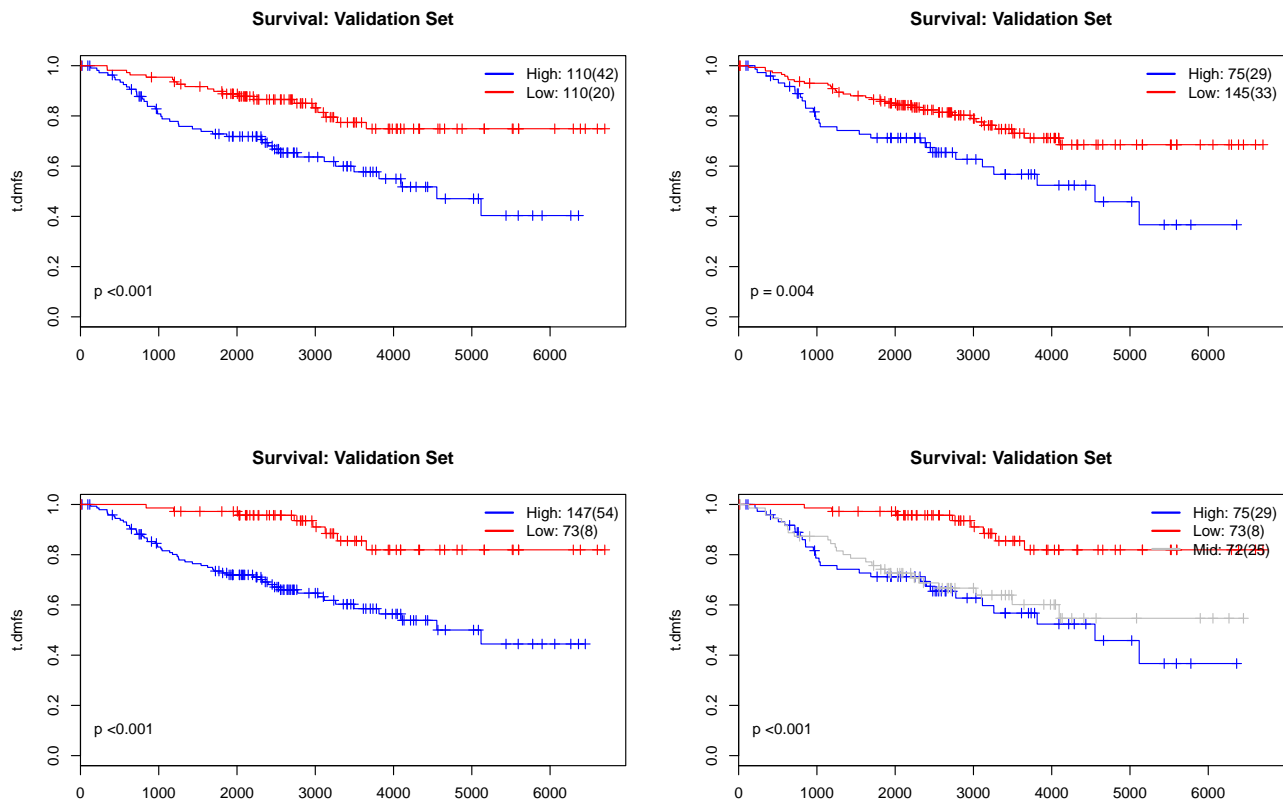 Survival: Validation Set
t.dmfs
1.0
0.8
0.6
0.4
0.2
0.0
High: 110(42)
Low: 110(20)
p <0.001
0 1000 2000 3000 4000 5000 6000
Survival: Validation Set
t.dmfs
1.0
0.8
0.6
0.4
0.2
0.0
High: 75(29)
Low: 145(33)
p = 0.004
0 1000 2000 3000 4000 5000 6000
Survival: Validation Set
t.dmfs
1.0
0.8
0.6
0.4
0.2
0.0
High: 147(54)
Low: 73(8)
p <0.001
0 1000 2000 3000 4000 5000 6000
Survival: Validation Set
t.dmfs
1.0
0.8
0.6
0.4
0.2
0.0
High: 75(29)
Low: 73(8)
Mid: 72(25)
p <0.001
0 1000 2000 3000 4000 5000 6000